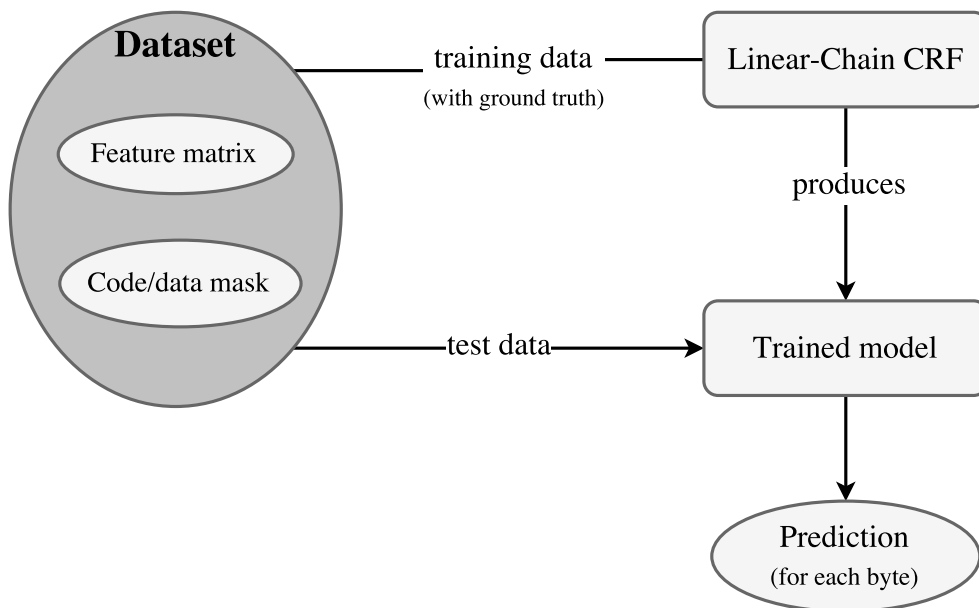 Dataset
training data
(with ground truth)
Linear-Chain CRF
Feature matrix
produces
Code/data mask
test data
Trained model
Prediction
(for each byte)